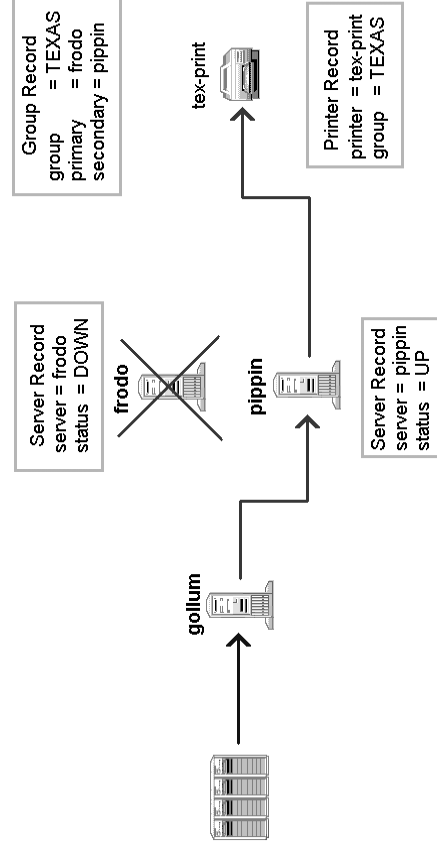 Group Record
group = TEXAS
primary = frodo
secondary = pippin
Server Record
server = frodo
status = DOWN
frodo
gollum
pippin
tex-print
Server Record
server = pippin
status = UP
Printer Record
printer = tex-print
group = TEXAS